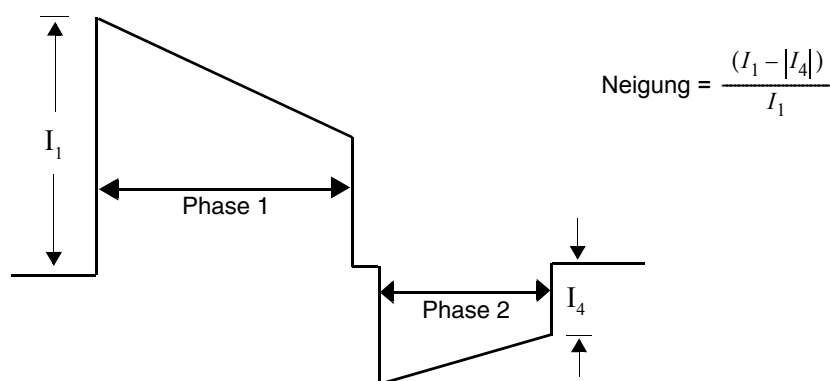 Neigung = (I₁ – |I₄|) / I₁
I₁
Phase 1
Phase 2
I₄